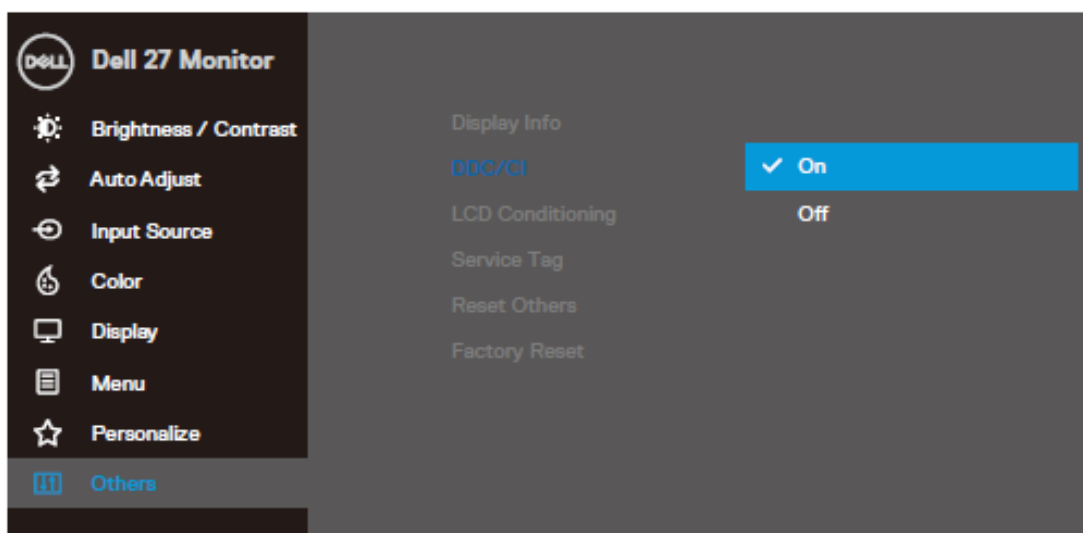 DELL
Dell 27 Monitor
Brightness / Contrast
Auto Adjust
Input Source
Color
Display
Menu
Personalize
Others
Display Info
DDC/CI
LCD Conditioning
Service Tag
Reset Others
Factory Reset
On
Off